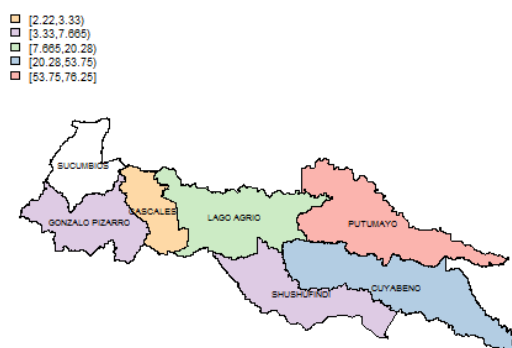 [2.22,3.33)
[3.33,7.665)
[7.665,20.28)
[20.28,53.75)
[53.75,76.25]
SUCUMBIOS
CASCALES
LAGO AGRIO
GONZALO PIZARRO
PUTUMAYO
CUYABENO
SHUSHUFINDI